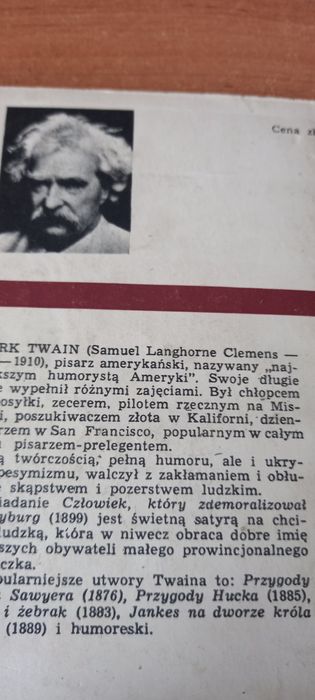 Cena zł
RK TWAIN (Samuel Langhorne Clemens —
—1910), pisarz amerykański, nazywany „naj-
kszym humorystą Ameryki”. Swoje długie
e wypełnił różnymi zajęciami. Był chłopcem
osyłki, zecerem, pilotem rzecznym na Mis-
i, poszukiwaczem złota w Kaliforni, dzien-
rzem w San Francisco, popularnym w całym
pisarzem-prelegentem.
ą twórczością, pełną humoru, ale i ukry-
pesymizmu, walczył z zakłamaniem i obłu-
e skąpstwem i pozerstwem ludzkim.
iadanie Człowiek, który zdemoralizował
yburg (1899) jest świetną satyrą na chci-
ludzką, która w niwecz obraca dobre imię
szych obywateli małego prowincjonalnego
czka.
pularniejsze utwory Twaina to: Przygody
Sawyera (1876), Przygody Hucka (1885),
i żebrak (1883), Jankes na dworze króla
(1889) i humoreski.